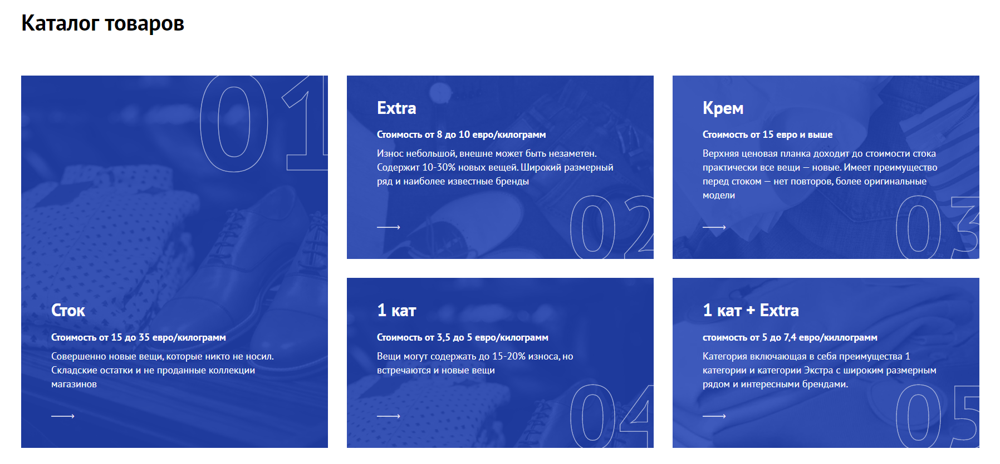 Каталог товаров
01
Сток
Стоимость от 15 до 35 евро/килограмм
Совершенно новые вещи, которые никто не носил.
Складские остатки и не проданные коллекции
магазинов
Extra
Стоимость от 8 до 10 евро/килограмм
Износ небольшой, внешне может быть незаметен.
Содержит 10-30% новых вещей. Широкий размерный
ряд и наиболее известные бренды
02
Крем
Стоимость от 15 евро и выше
Верхняя ценовая планка доходит до стоимости стока
практически все вещи — новые. Имеет преимущество
перед стоком — нет повторов, более оригинальные
модели
03
1 кат
Стоимость от 3,5 до 5 евро/килограмм
Вещи могут содержать до 15-20% износа, но
встречаются и новые вещи
04
1 кат + Extra
стоимость от 5 до 7,4 евро/киллограмм
Категория включающая в себя преимущества 1
категории и категории Экстра с широким размерным
рядом и интересными брендами.
05